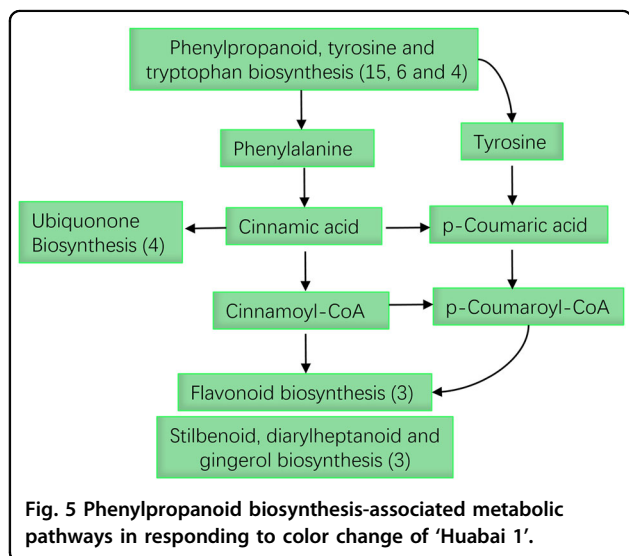 Phenylpropanoid, tyrosine and
tryptophan biosynthesis (15, 6 and 4)
Phenylalanine
Tyrosine
Ubiquonone
Biosynthesis (4)
Cinnamic acid
p-Coumaric acid
Cinnamoyl-CoA
p-Coumaroyl-CoA
Flavonoid biosynthesis (3)
Stilbenoid, diarylheptanoid and
gingerol biosynthesis (3)
Fig. 5 Phenylpropanoid biosynthesis-associated metabolic
pathways in responding to color change of ‘Huabai 1’.